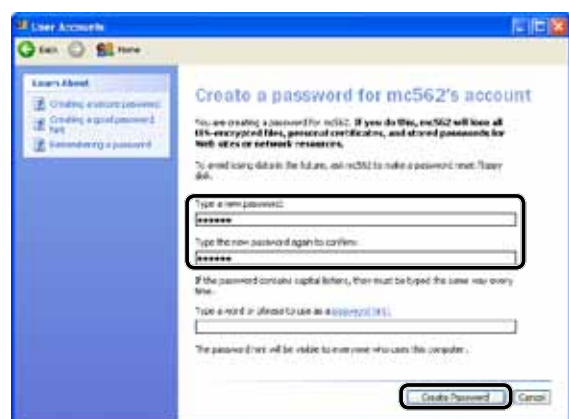 User Accounts
Back Home
Learn About
Creating a secure password
Creating a good password
hint
Remembering a password
Create a password for mc562's account
You are creating a password for mc562. If you do this, mc562 will lose all
EFS-encrypted files, personal certificates, and stored passwords for
Web sites or network resources.
To avoid losing data in the future, ask mc562 to make a password reset floppy
disk.
Type a new password:
••••••
Type the new password again to confirm:
••••••
If the password contains capital letters, they must be typed the same way every
time.
Type a word or phrase to use as a password hint:
The password hint will be visible to everyone who uses this computer.
Create Password Cancel